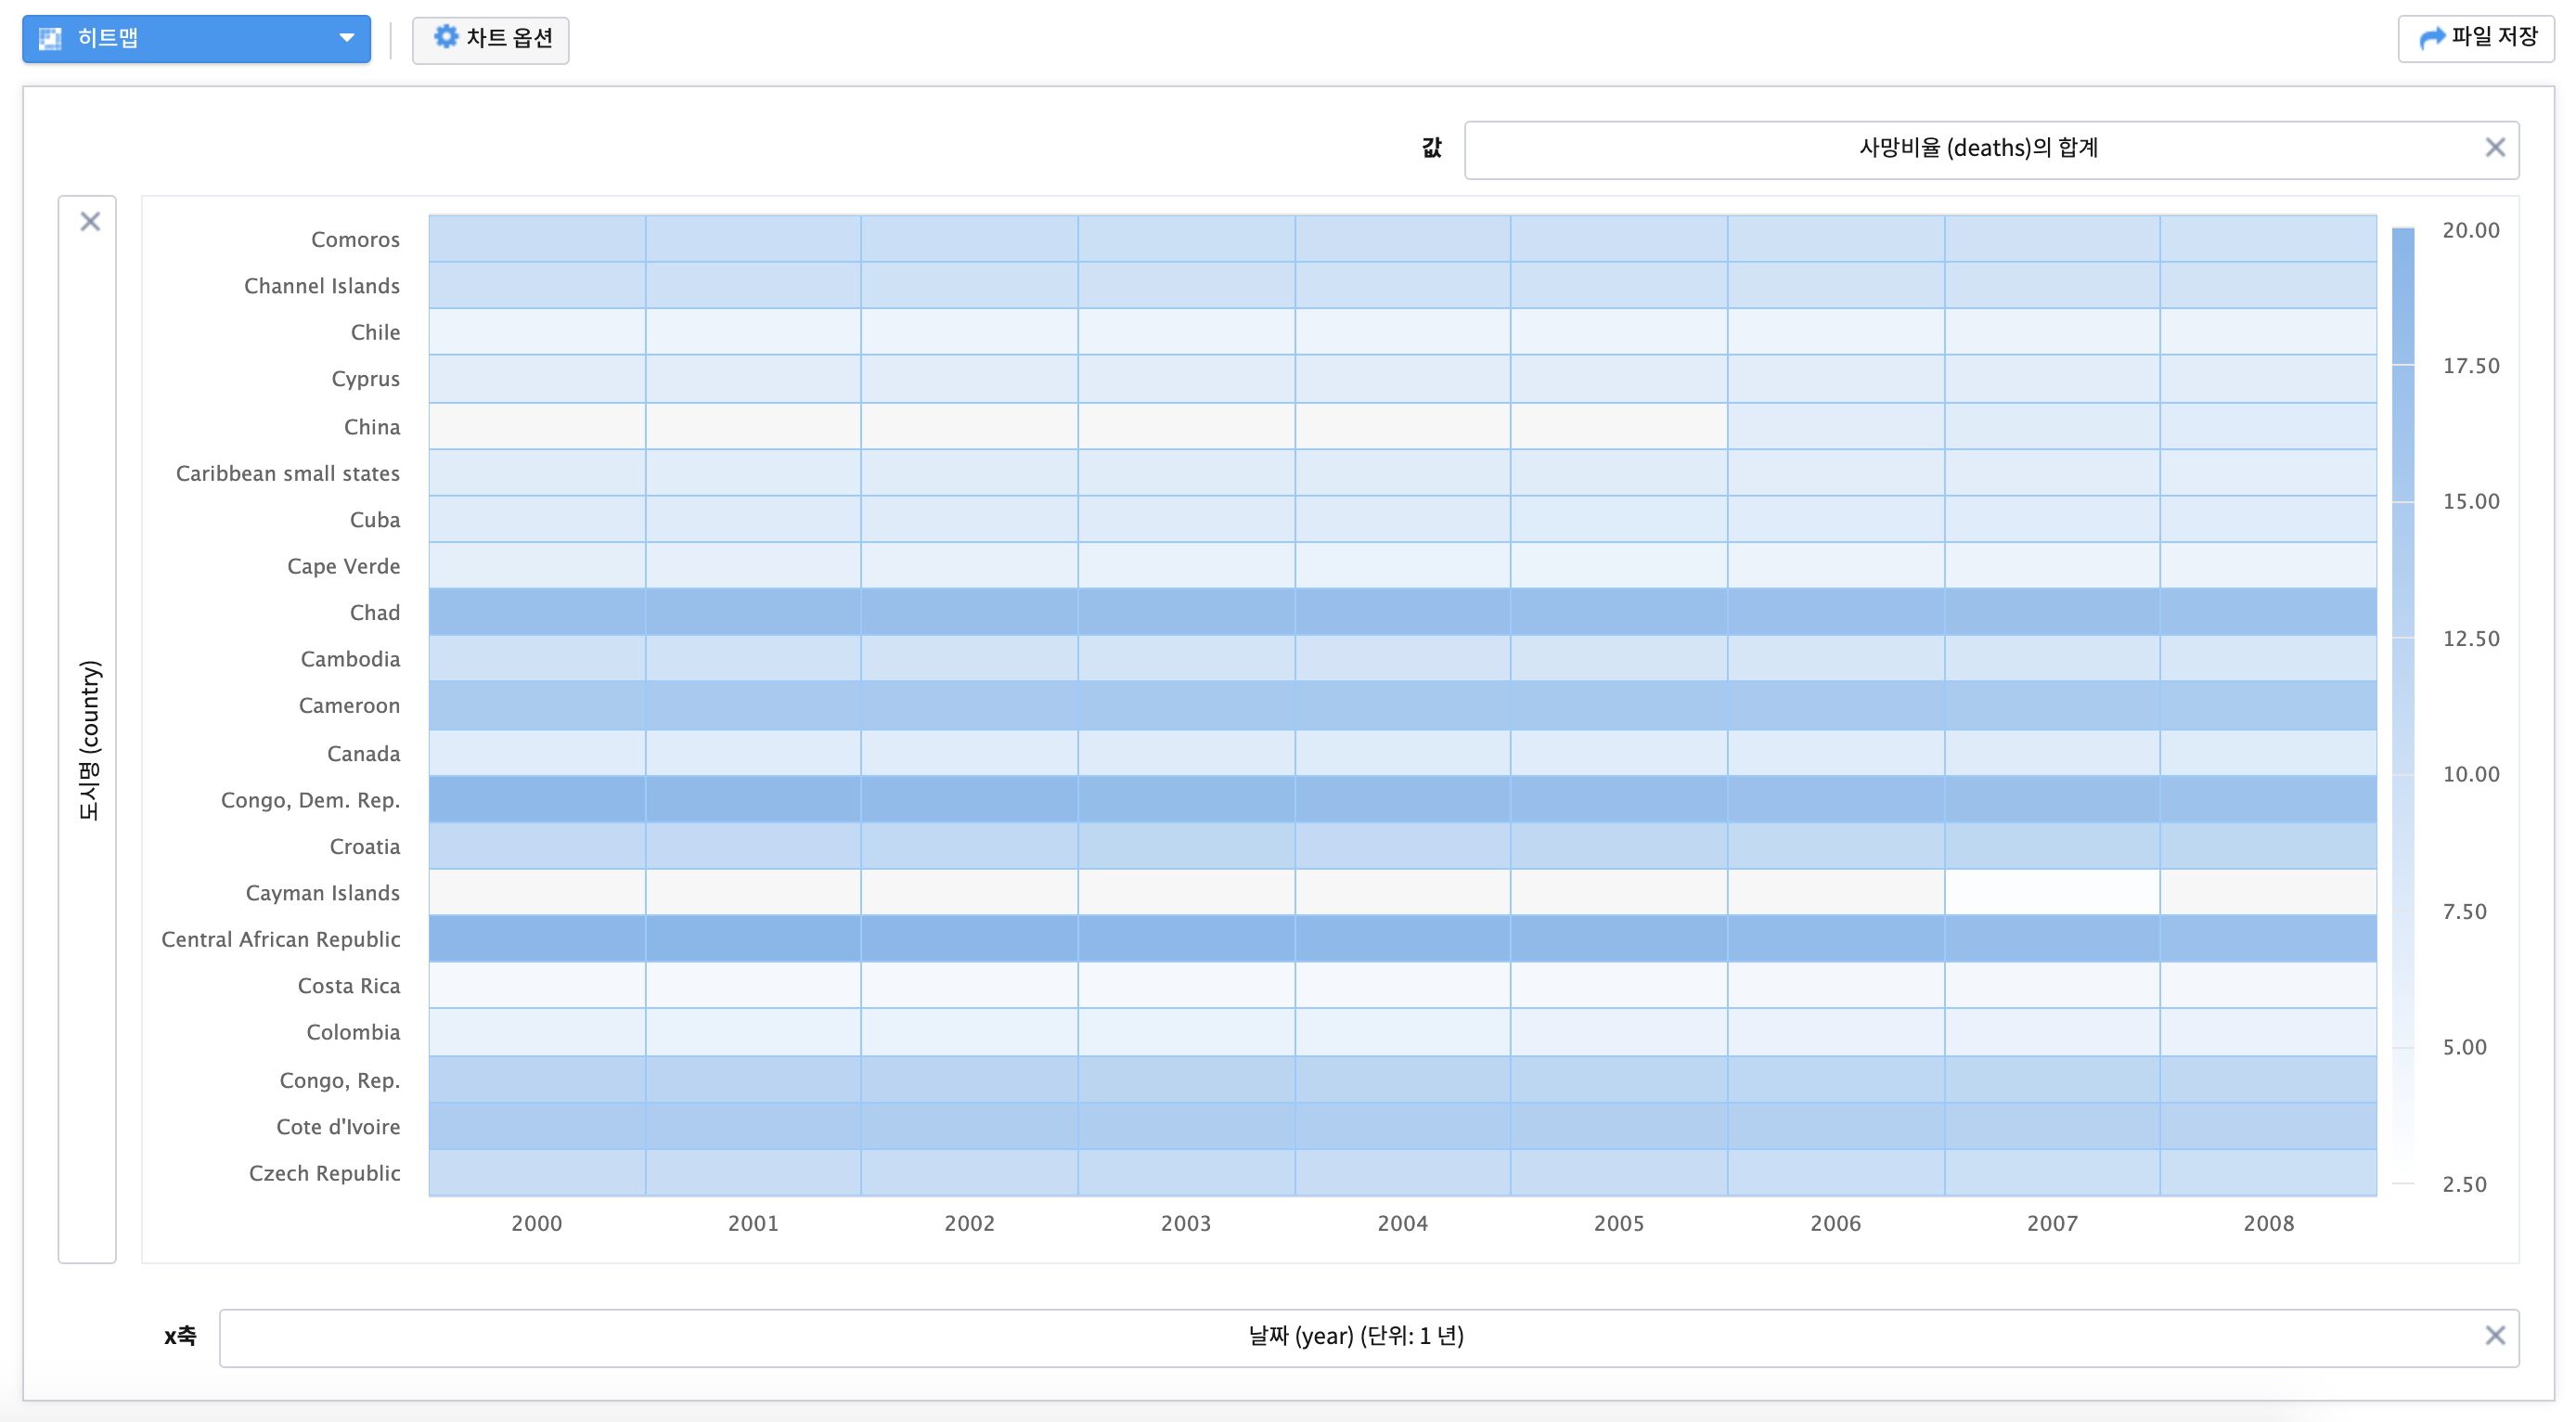 히트맵
차트 옵션
파일 저장
값
사망비율 (deaths)의 합계
도시명 (country)
Comoros
Channel Islands
Chile
Cyprus
China
Caribbean small states
Cuba
Cape Verde
Chad
Cambodia
Cameroon
Canada
Congo, Dem. Rep.
Croatia
Cayman Islands
Central African Republic
Costa Rica
Colombia
Congo, Rep.
Cote d'Ivoire
Czech Republic
2000 2001 2002 2003 2004 2005 2006 2007 2008
20.00
17.50
15.00
12.50
10.00
7.50
5.00
2.50
x축
날짜 (year) (단위: 1 년)